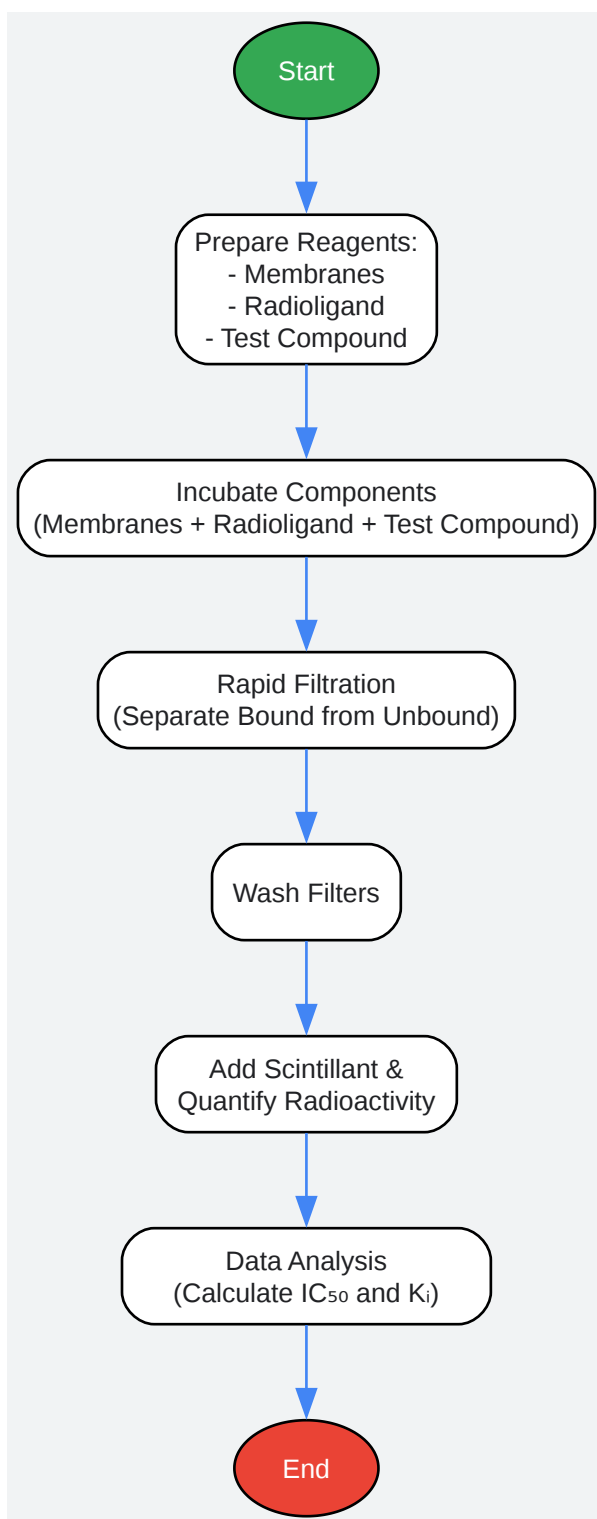 Start
Prepare Reagents:
- Membranes
- Radioligand
- Test Compound
Incubate Components
(Membranes + Radioligand + Test Compound)
Rapid Filtration
(Separate Bound from Unbound)
Wash Filters
Add Scintillant &
Quantify Radioactivity
Data Analysis
(Calculate IC₅₀ and Kᵢ)
End